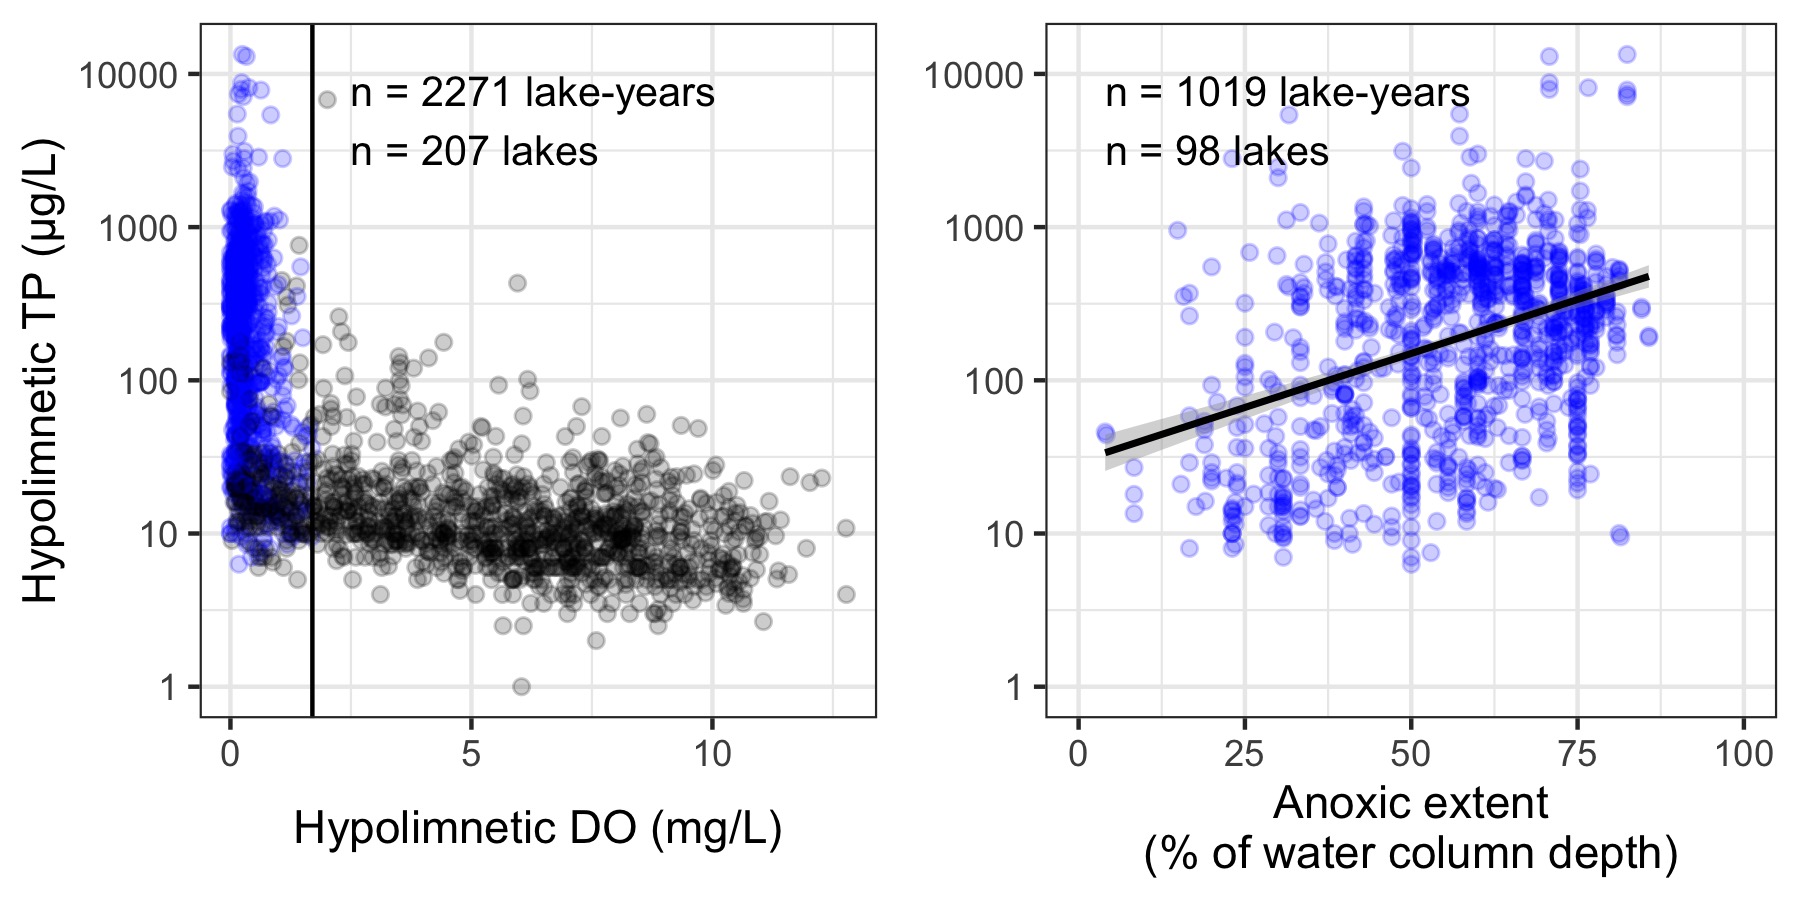 Hypolimnetic TP (µg/L)
10000
1000
100
10
1
n = 2271 lake-years
n = 207 lakes
0 5 10
Hypolimnetic DO (mg/L)
10000
1000
100
10
1
n = 1019 lake-years
n = 98 lakes
0 25 50 75 100
Anoxic extent
(% of water column depth)